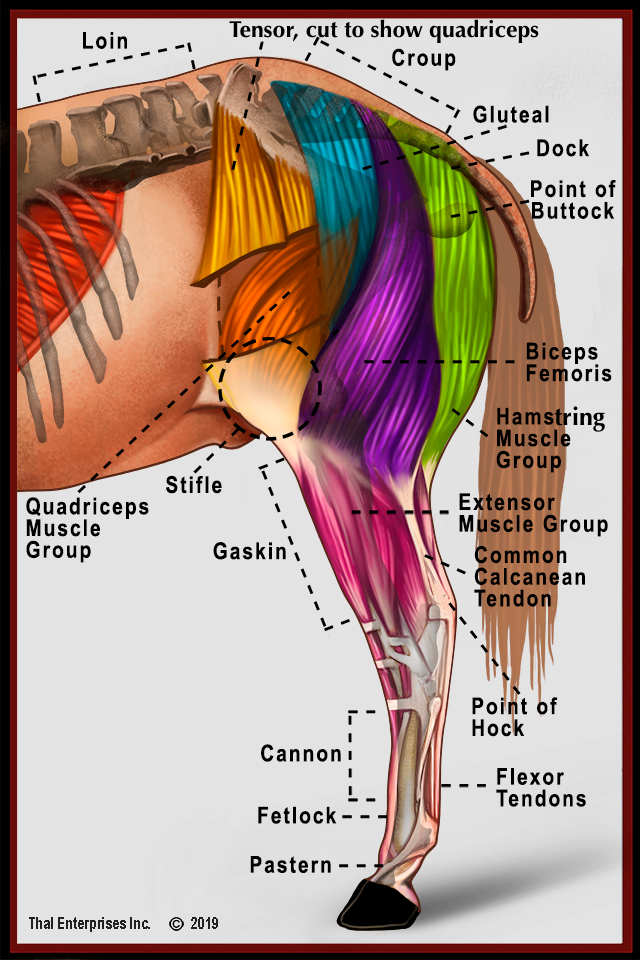 Tensor, cut to show quadriceps
Loin
Croup
Gluteal
Dock
Point of
Buttock
Biceps
Femoris
Hamstring
Muscle
Group
Stifle
Quadriceps
Muscle
Group
Extensor
Muscle Group
Gaskin
Common
Calcanean
Tendon
Point of
Hock
Cannon
Flexor
Tendons
Fetlock
Pastern
Thal Enterprises Inc. © 2019